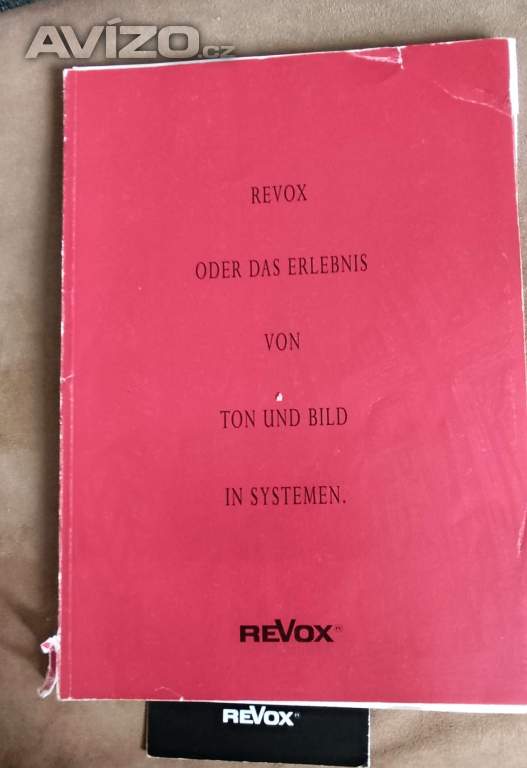 AVÍZO.cz
REVOX
ODER DAS ERLEBNIS
VON
TON UND BILD
IN SYSTEMEN.
REVOX
REVOX